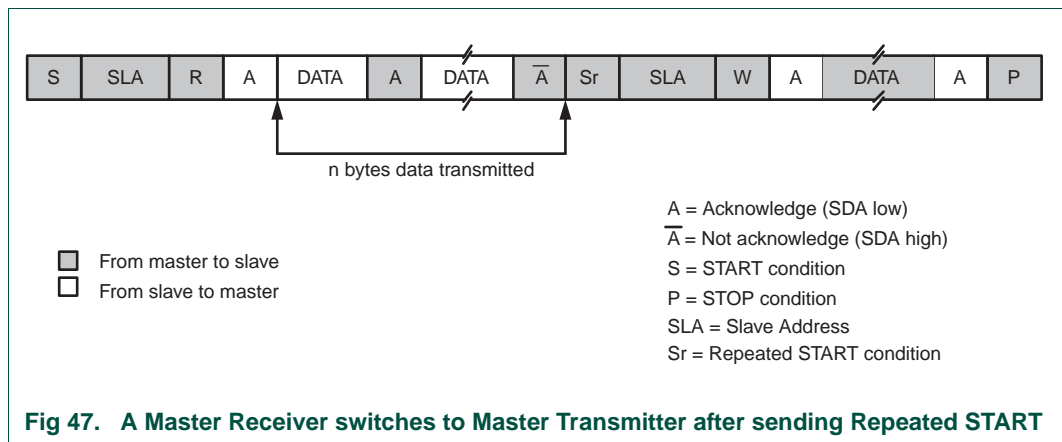 S SLA R A DATA A DATA A̅ Sr SLA W A DATA A P
n bytes data transmitted
From master to slave
From slave to master
A = Acknowledge (SDA low)
A̅ = Not acknowledge (SDA high)
S = START condition
P = STOP condition
SLA = Slave Address
Sr = Repeated START condition
Fig 47. A Master Receiver switches to Master Transmitter after sending Repeated START